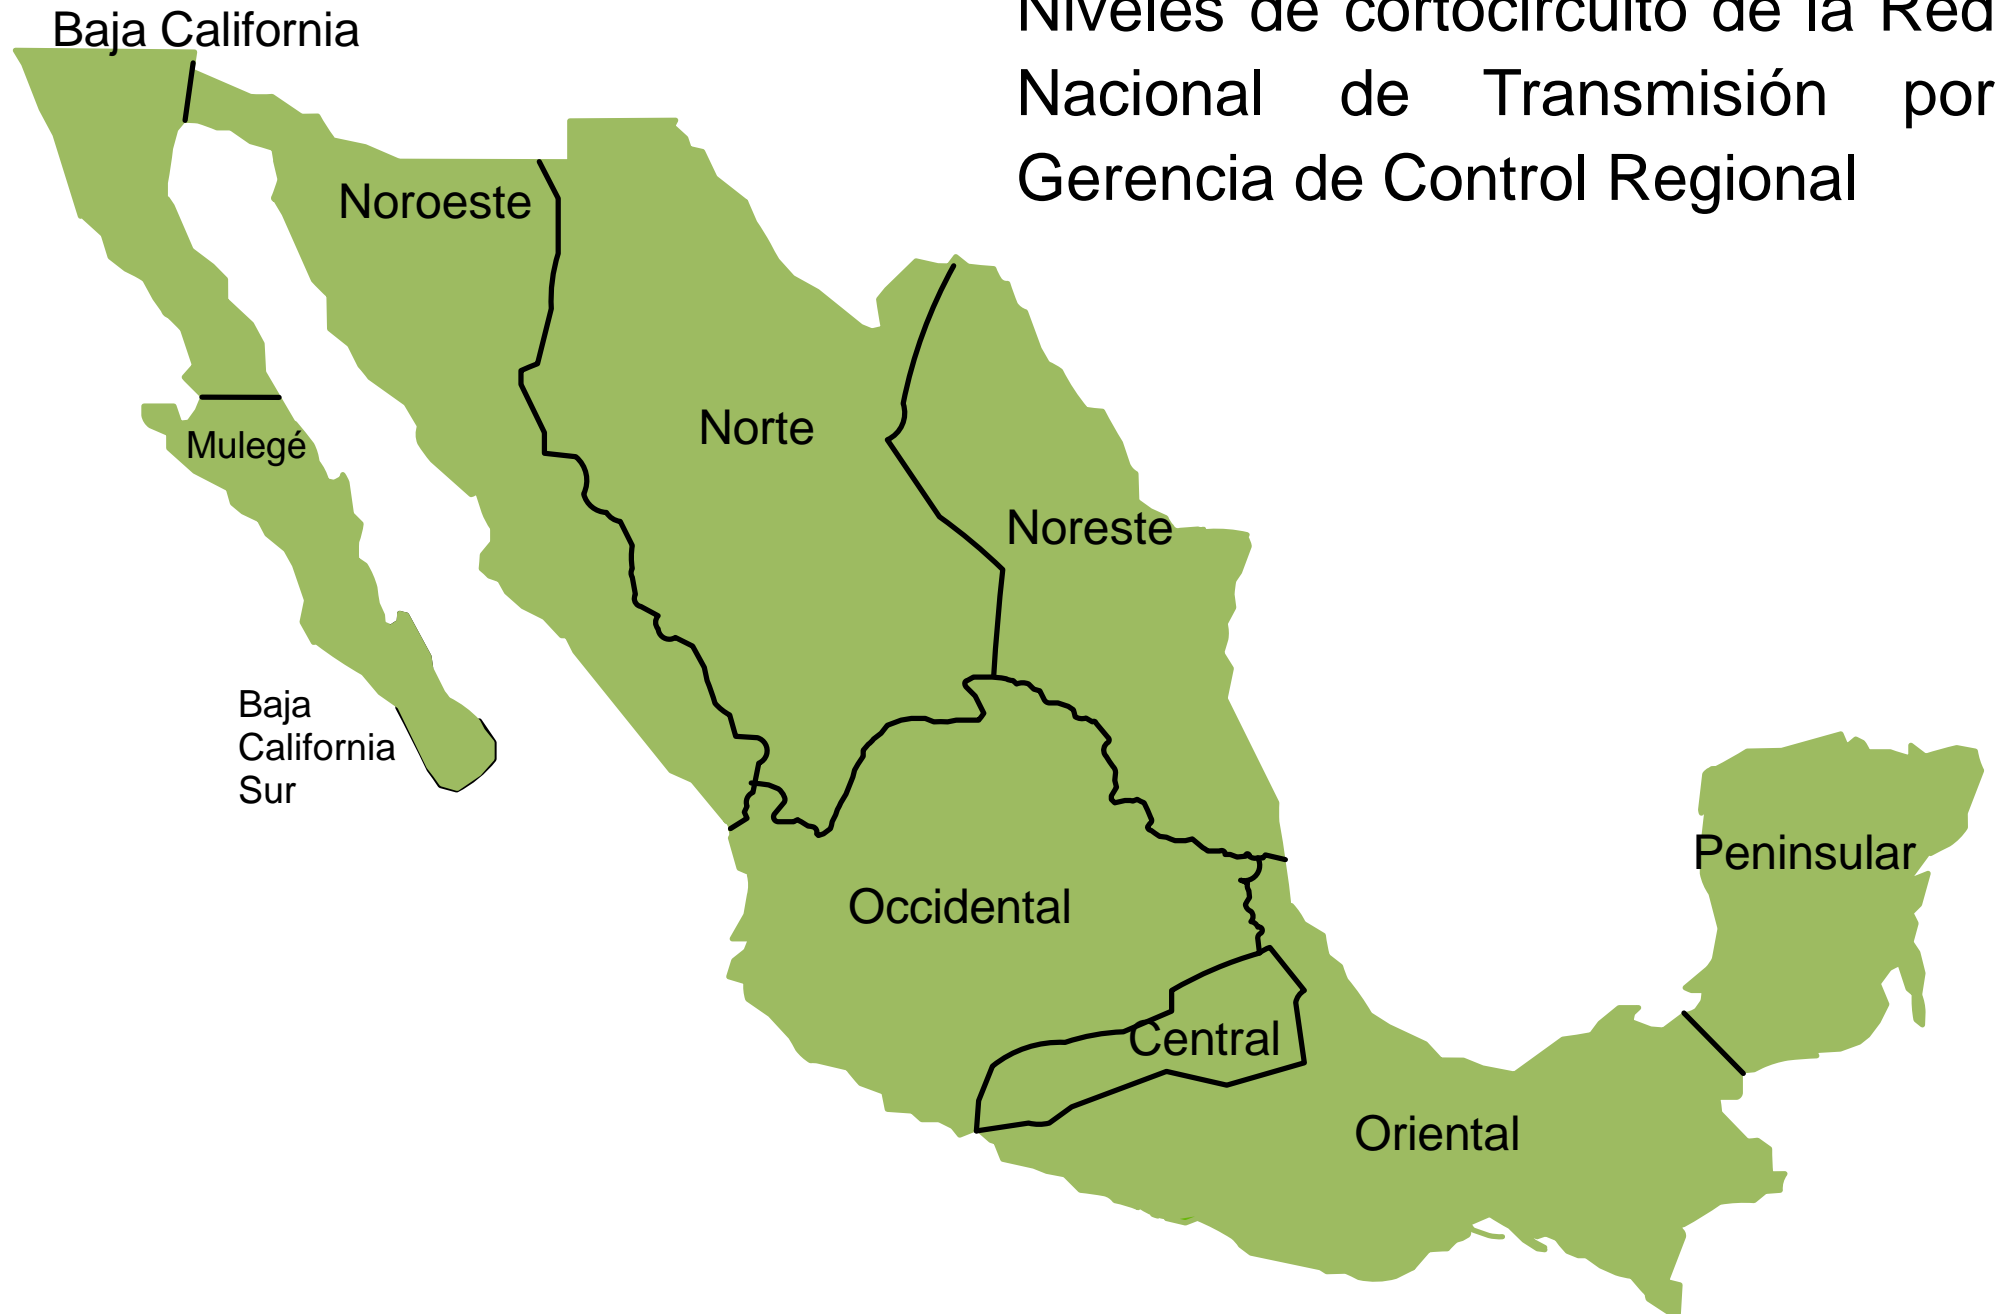 Niveles de cortocircuito de la Red
Nacional de Transmisión por
Gerencia de Control Regional
Baja California
Noroeste
Norte
Mulegé
Noreste
Baja
California
Sur
Peninsular
Occidental
Central
Oriental